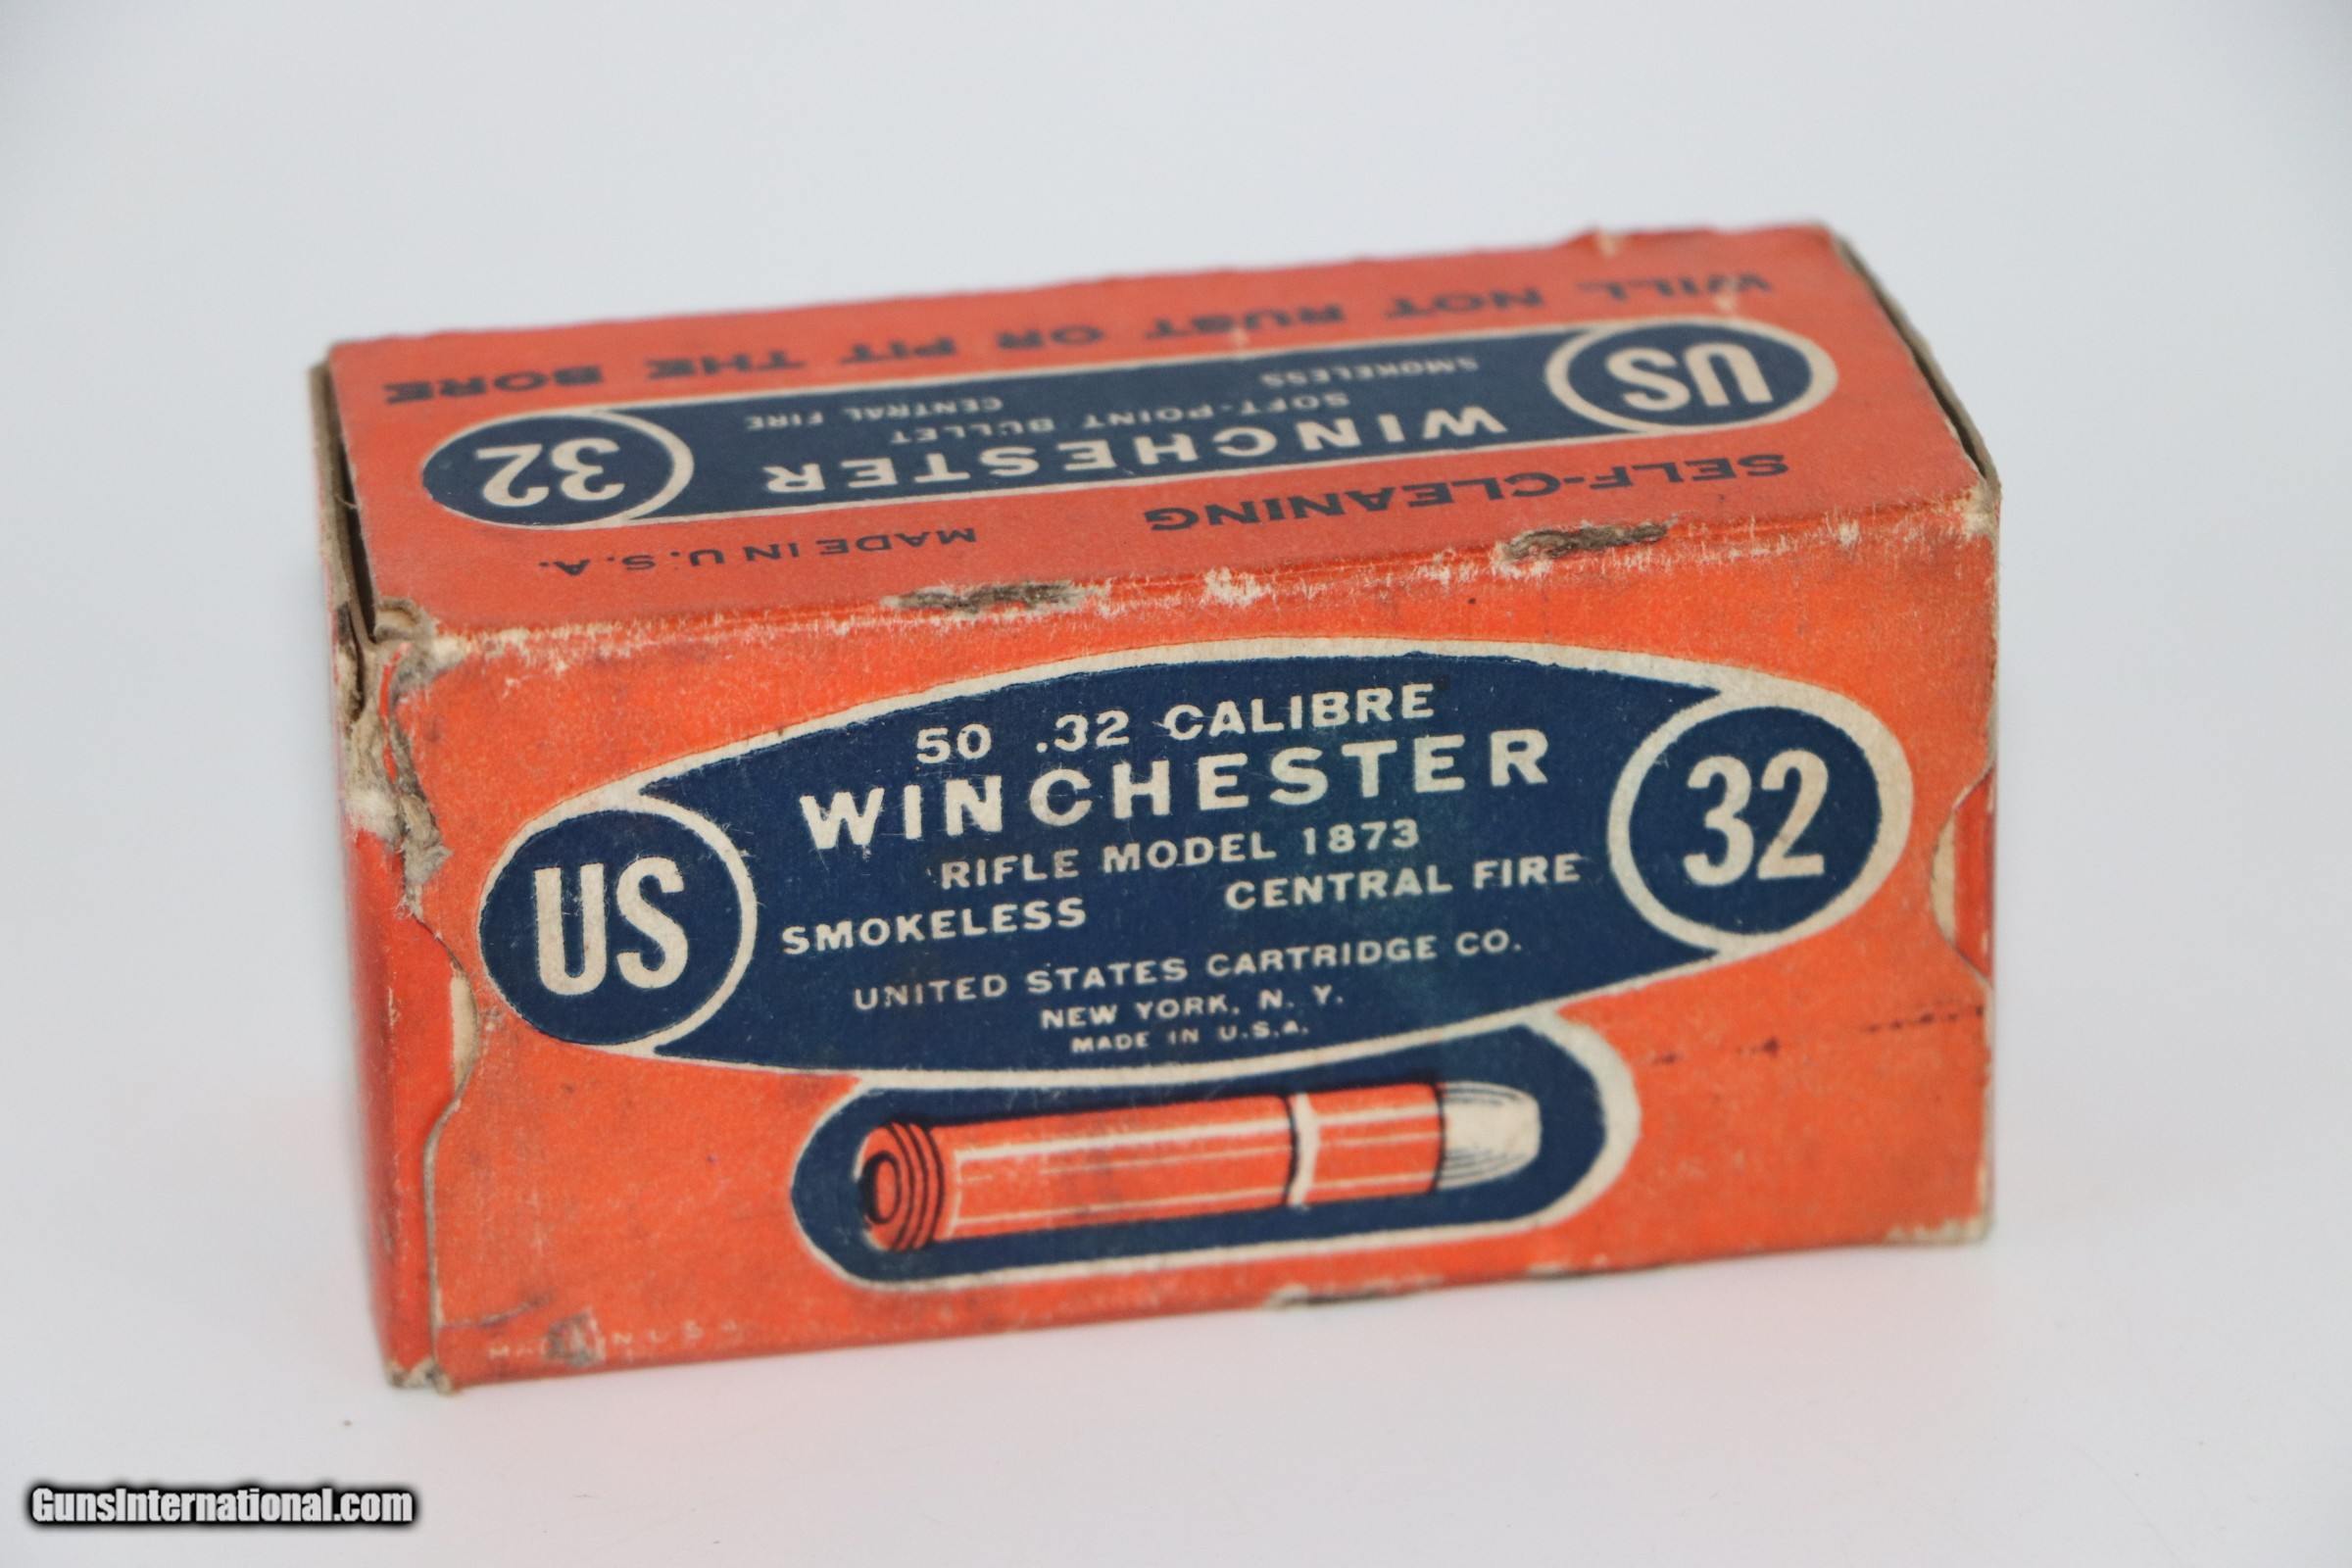 WILL NOT RUST OR PIT THE BORE
US
SMOKELESS
CENTRAL FIRE
SOFT-POINT BULLET
WINCHESTER
32
SELF-CLEANING
MADE IN U.S.A.
50 .32 CALIBRE
WINCHESTER
RIFLE MODEL 1873
SMOKELESS CENTRAL FIRE
UNITED STATES CARTRIDGE CO.
NEW YORK, N. Y.
MADE IN U.S.A.
US
32
GunsInternational.com